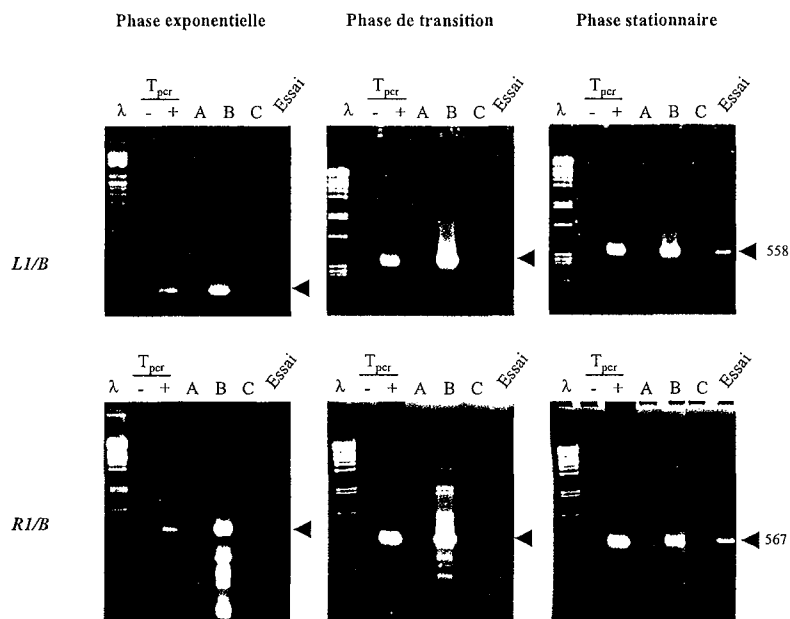 Phase exponentielle Phase de transition Phase stationnaire
Tpcr Essai Tpcr Essai Tpcr Essai
λ - + A B C λ - + A B C λ - + A B C
L1/B 558
Tpcr Essai Tpcr Essai Tpcr Essai
λ - + A B C λ - + A B C λ - + A B C
R1/B 567